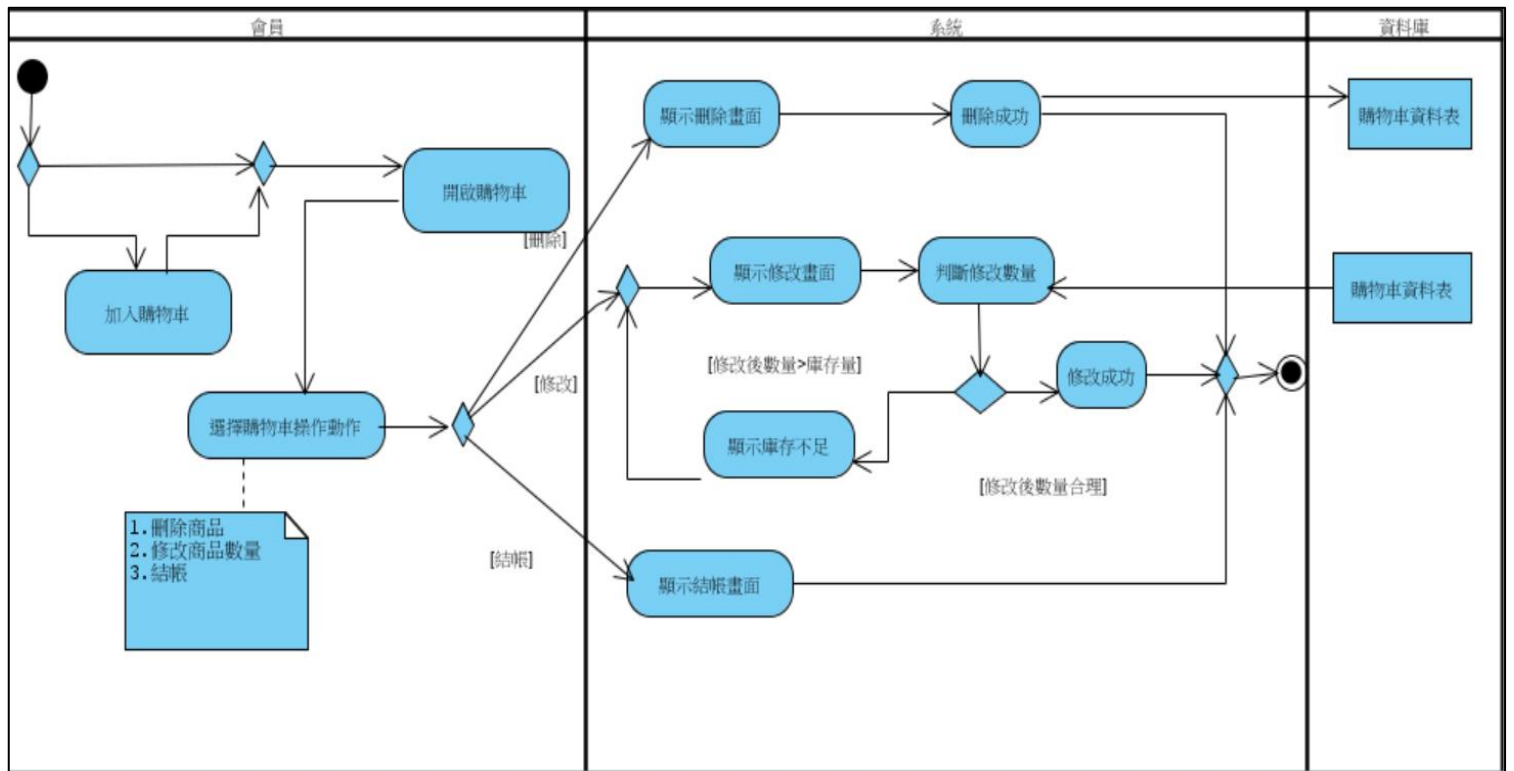 會員
系統
資料庫
顯示刪除畫面
刪除成功
購物車資料表
開啟購物車
[刪除]
加入購物車
顯示修改畫面
判斷修改數量
購物車資料表
[修改後數量>庫存量]
[修改]
修改成功
選擇購物車操作動作
顯示庫存不足
[修改後數量合理]
1.刪除商品
2.修改商品數量
3.結帳
[結帳]
顯示結帳畫面